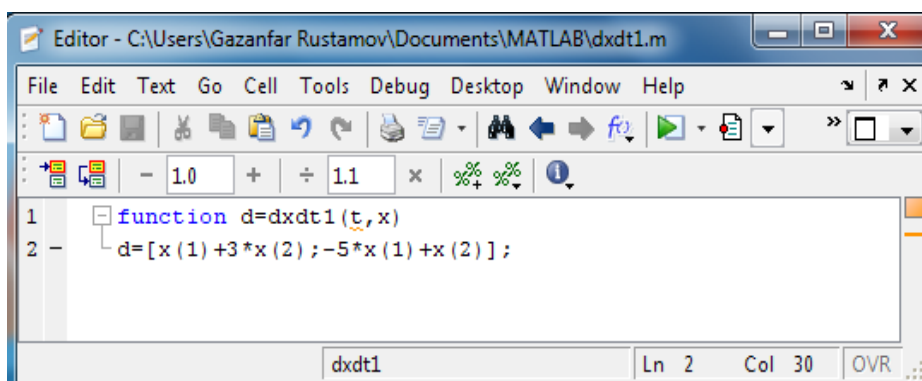 Editor - C:\Users\Gazanfar Rustamov\Documents\MATLAB\dxdt1.m
File Edit Text Go Cell Tools Debug Desktop Window Help
- 1.0 + ÷ 1.1 ×
1 function d=dxdt1(t,x)
2 - d=[x(1)+3*x(2);-5*x(1)+x(2)];
dxdt1 Ln 2 Col 30 OVR